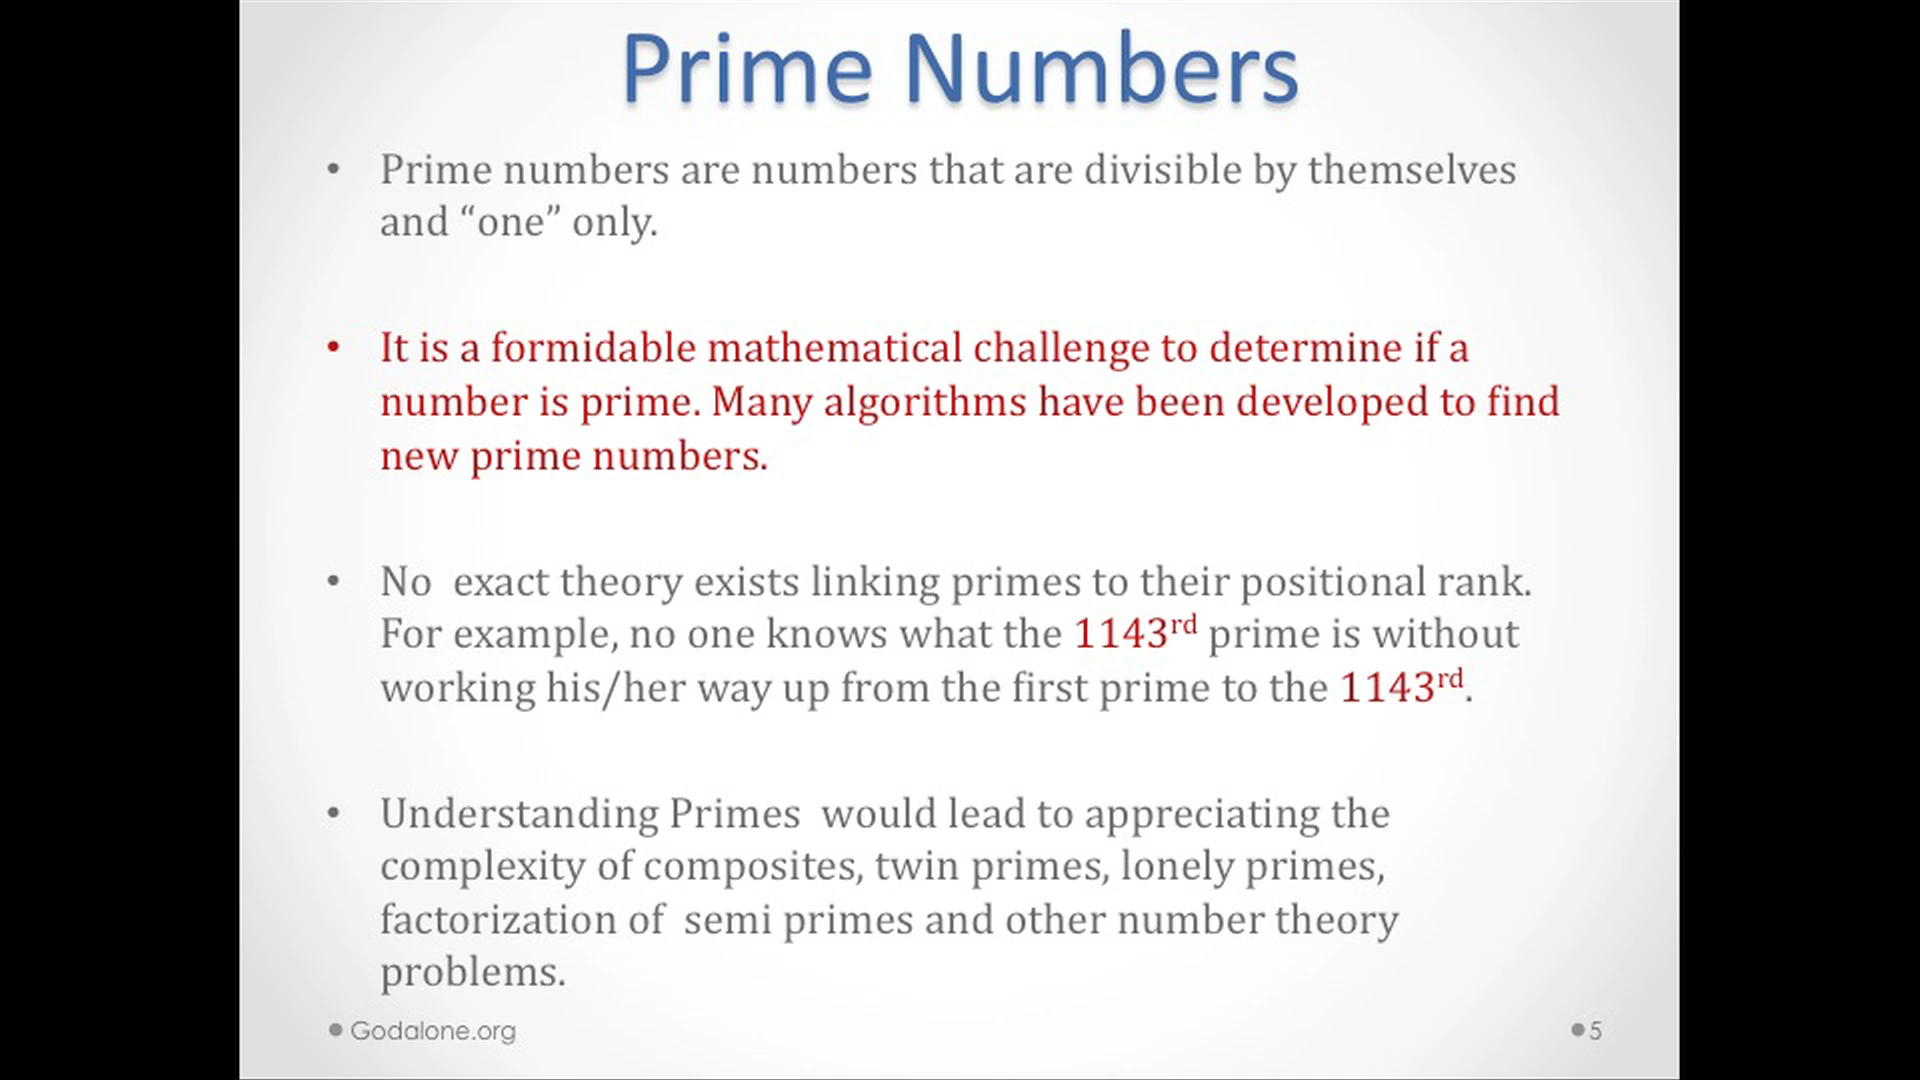 Prime Numbers
• Prime numbers are numbers that are divisible by themselves
and “one” only.
• It is a formidable mathematical challenge to determine if a
number is prime. Many algorithms have been developed to find
new prime numbers.
• No  exact theory exists linking primes to their positional rank.
For example, no one knows what the 1143rd prime is without
working his/her way up from the first prime to the 1143rd.
• Understanding Primes  would lead to appreciating the
complexity of composites, twin primes, lonely primes,
factorization of  semi primes and other number theory
problems.
• Godalone.org
• 5